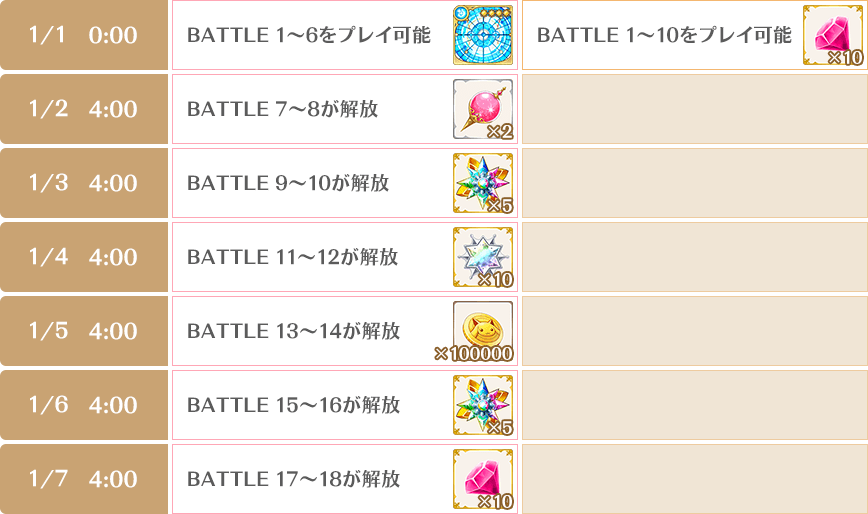 1/1 0:00 BATTLE 1～6をプレイ可能 BATTLE 1～10をプレイ可能 ×10
1/2 4:00 BATTLE 7～8が解放 ×2
1/3 4:00 BATTLE 9～10が解放 ×5
1/4 4:00 BATTLE 11～12が解放 ×10
1/5 4:00 BATTLE 13～14が解放 ×100000
1/6 4:00 BATTLE 15～16が解放 ×5
1/7 4:00 BATTLE 17～18が解放 ×10